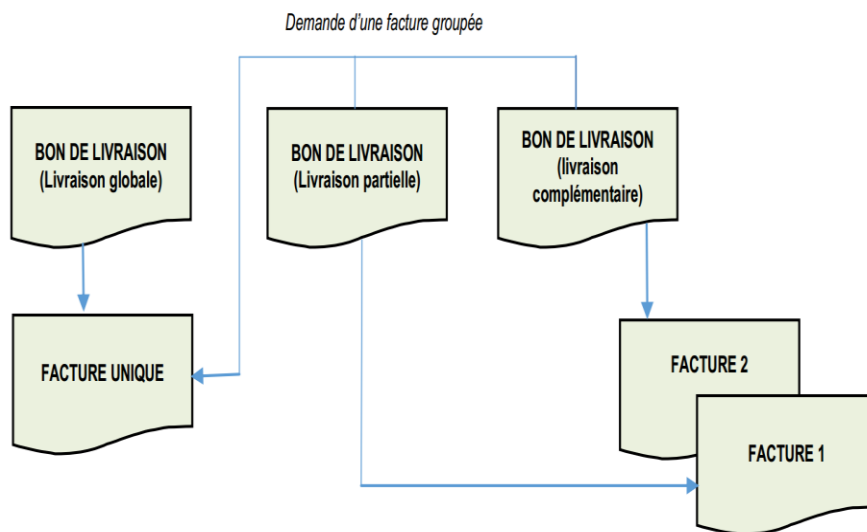 Demande d'une facture groupée
BON DE LIVRAISON
(Livraison globale)
BON DE LIVRAISON
(Livraison partielle)
BON DE LIVRAISON
(livraison
complémentaire)
FACTURE UNIQUE
FACTURE 2
FACTURE 1